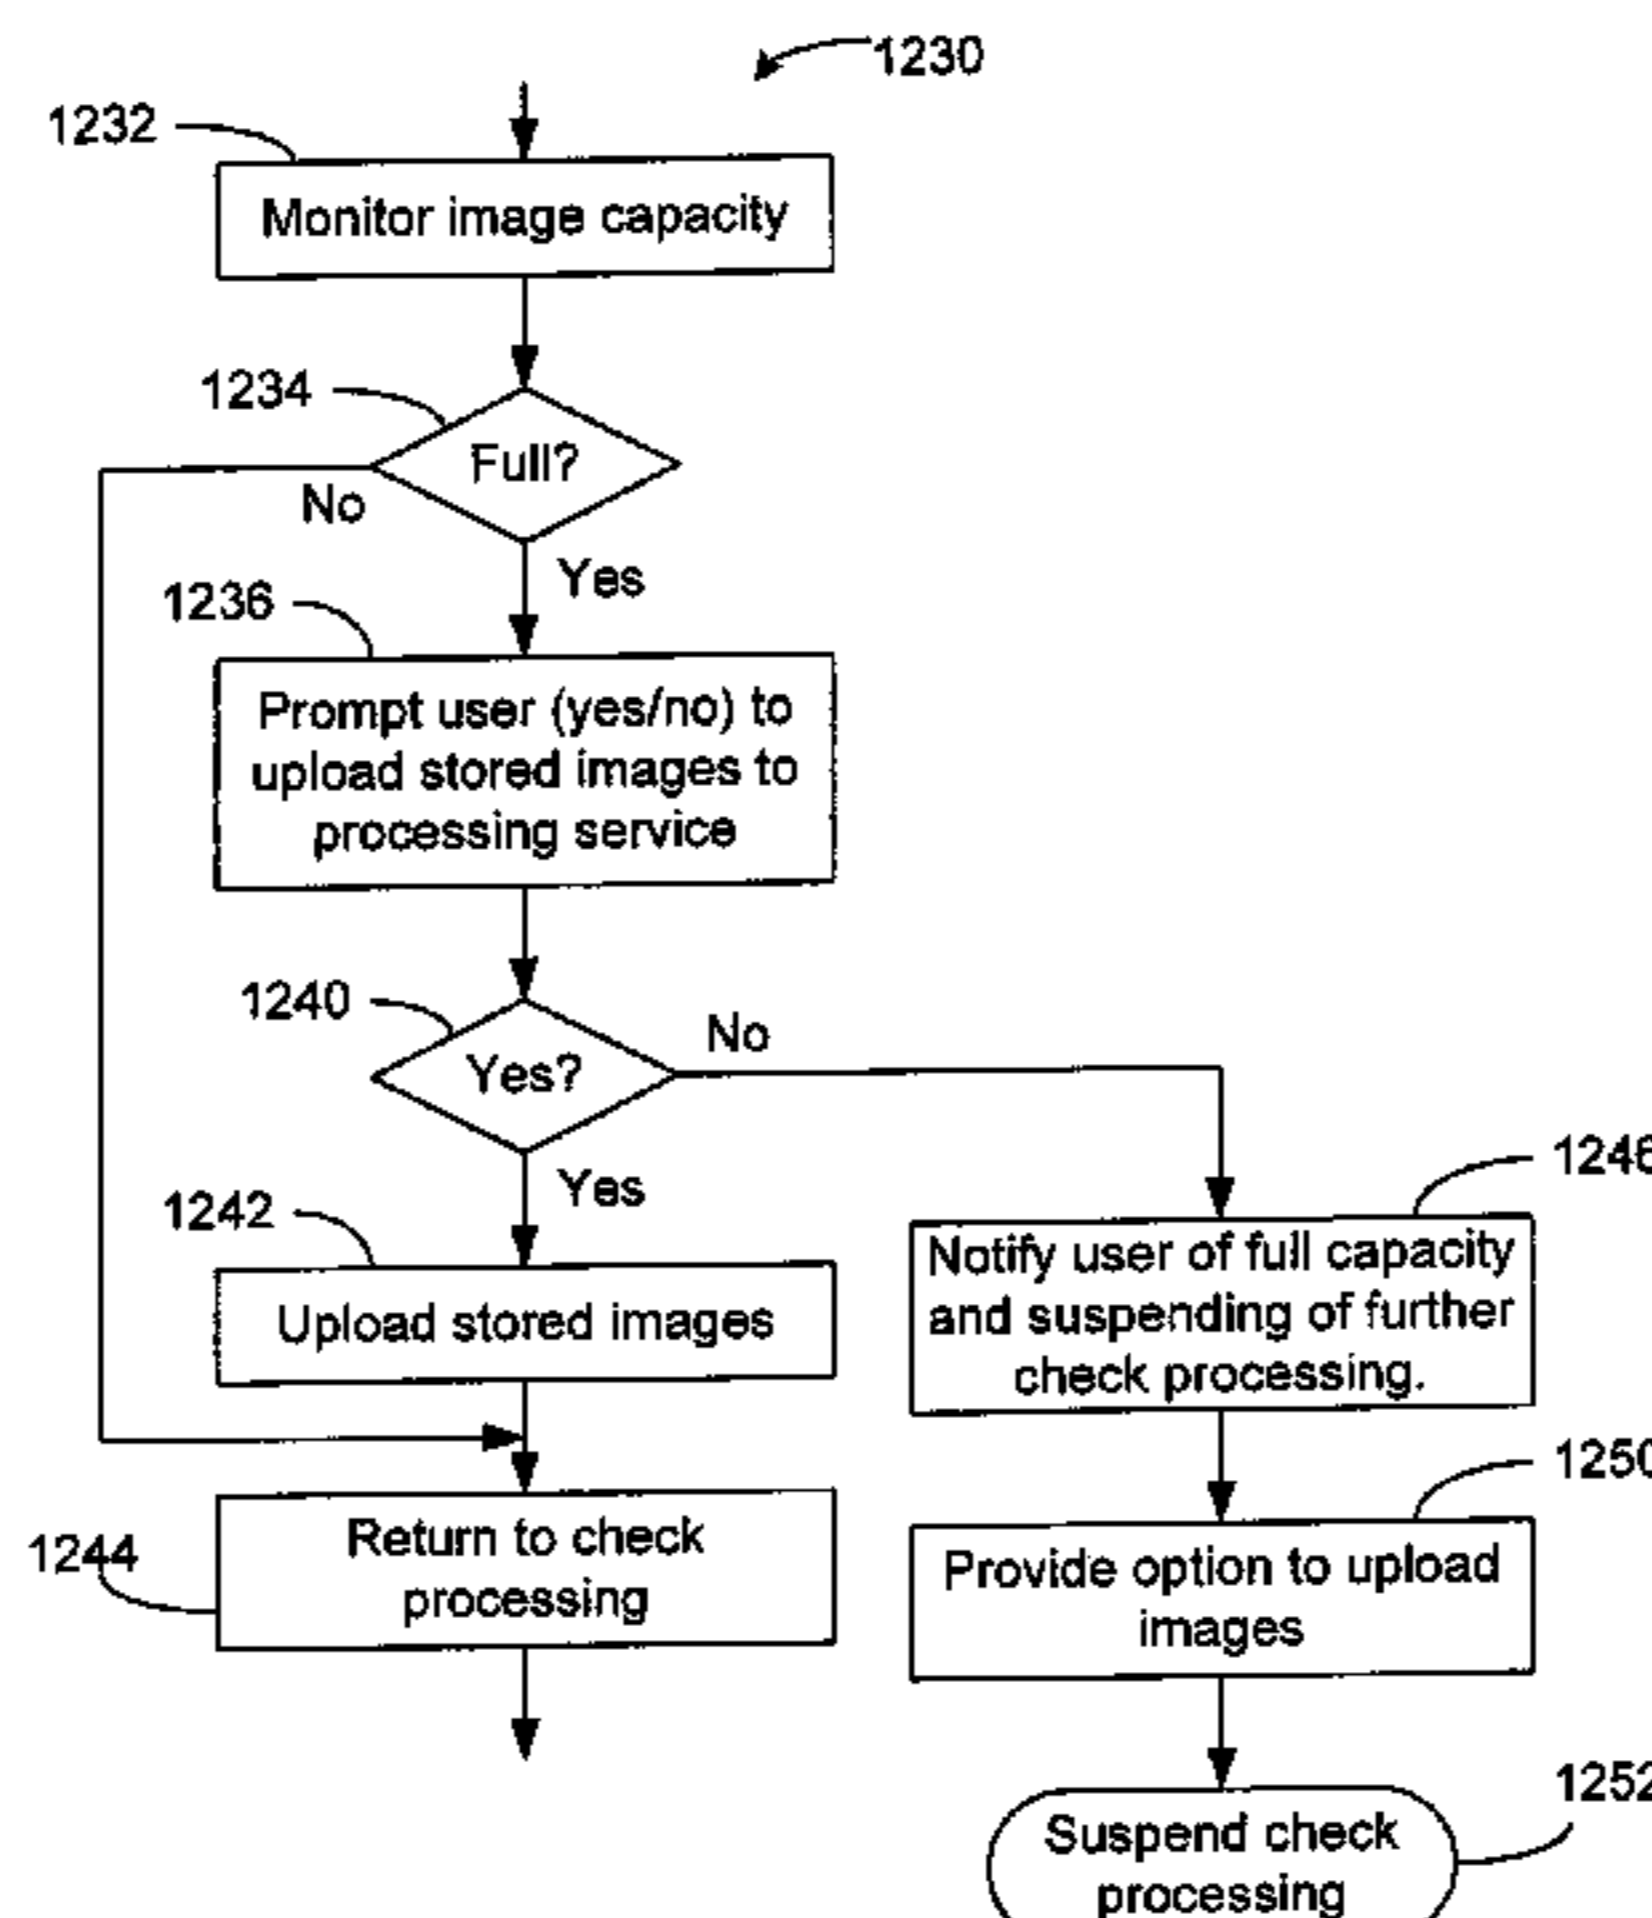 1230
1232
Monitor image capacity
1234
Full?
No
Yes
1236
Prompt user (yes/no) to
upload stored images to
processing service
1240
Yes?
No
Yes
1242
Upload stored images
1244
Return to check
processing
1246
Notify user of full capacity
and suspending of further
check processing.
1250
Provide option to upload
images
1252
Suspend check
processing